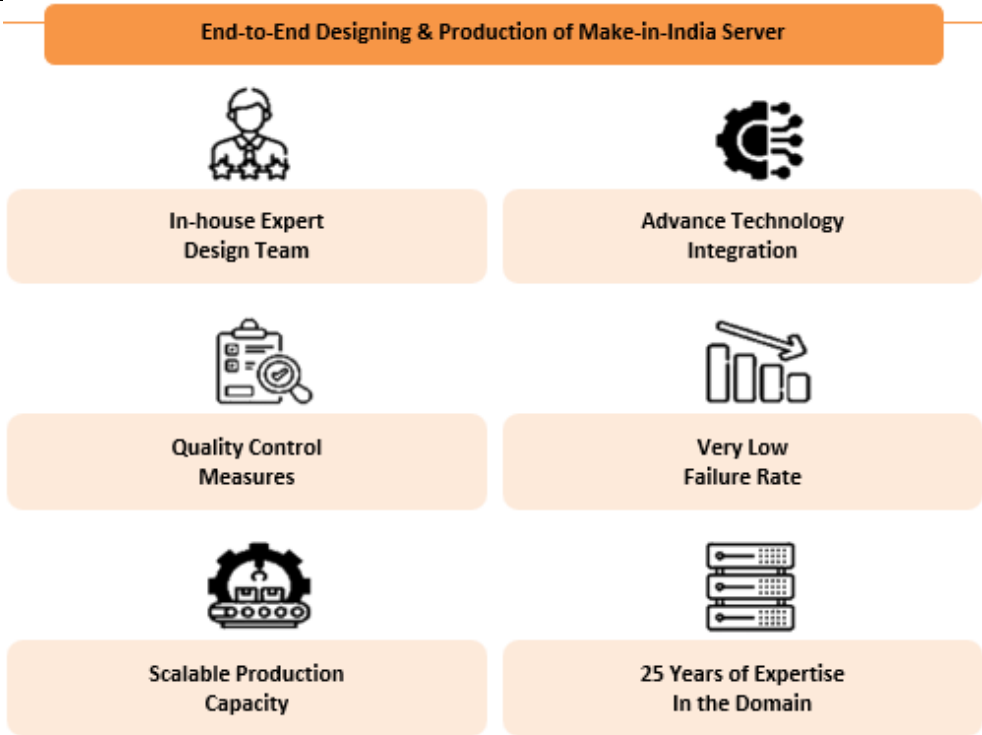 End-to-End Designing & Production of Make-in-India Server
In-house Expert
Design Team
Advance Technology
Integration
Quality Control
Measures
Very Low
Failure Rate
Scalable Production
Capacity
25 Years of Expertise
In the Domain